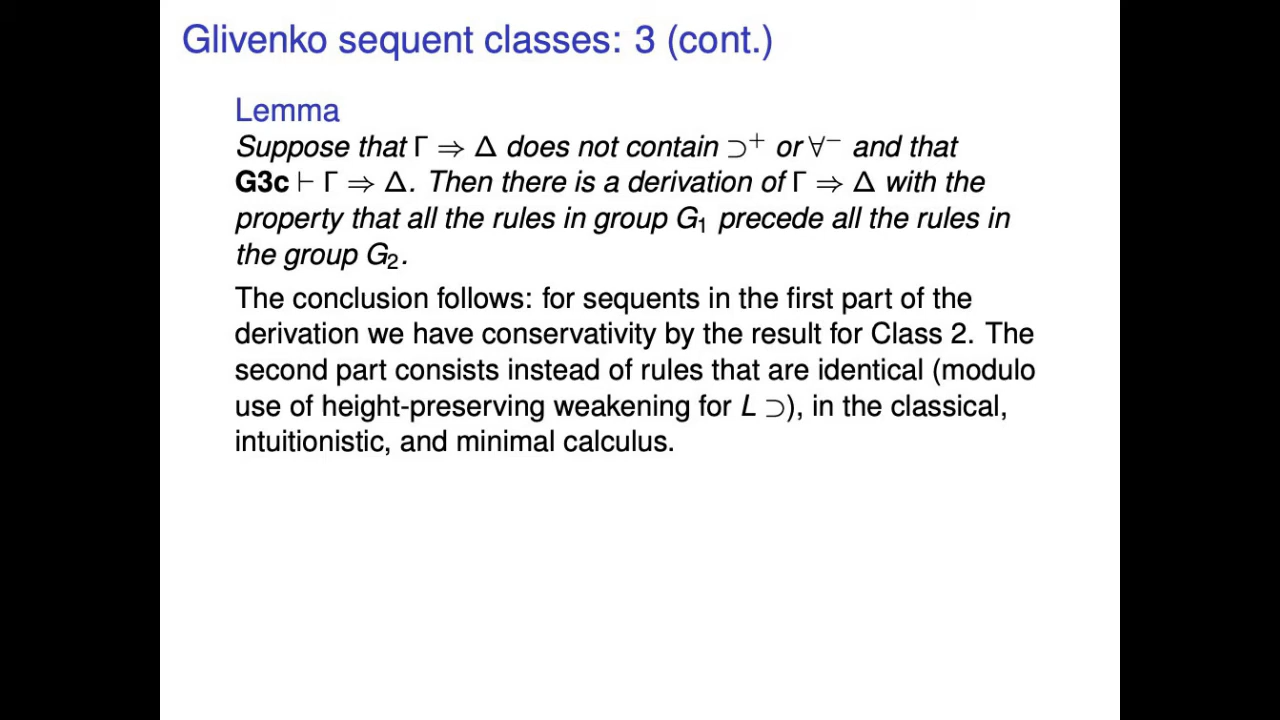 Glivenko sequent classes: 3 (cont.)
Lemma
Suppose that Γ ⇒ Δ does not contain ⊃⁺ or ∀⁻ and that
G3c ⊢ Γ ⇒ Δ. Then there is a derivation of Γ ⇒ Δ with the
property that all the rules in group G₁ precede all the rules in
the group G₂.
The conclusion follows: for sequents in the first part of the
derivation we have conservativity by the result for Class 2. The
second part consists instead of rules that are identical (modulo
use of height-preserving weakening for L ⊃), in the classical,
intuitionistic, and minimal calculus.